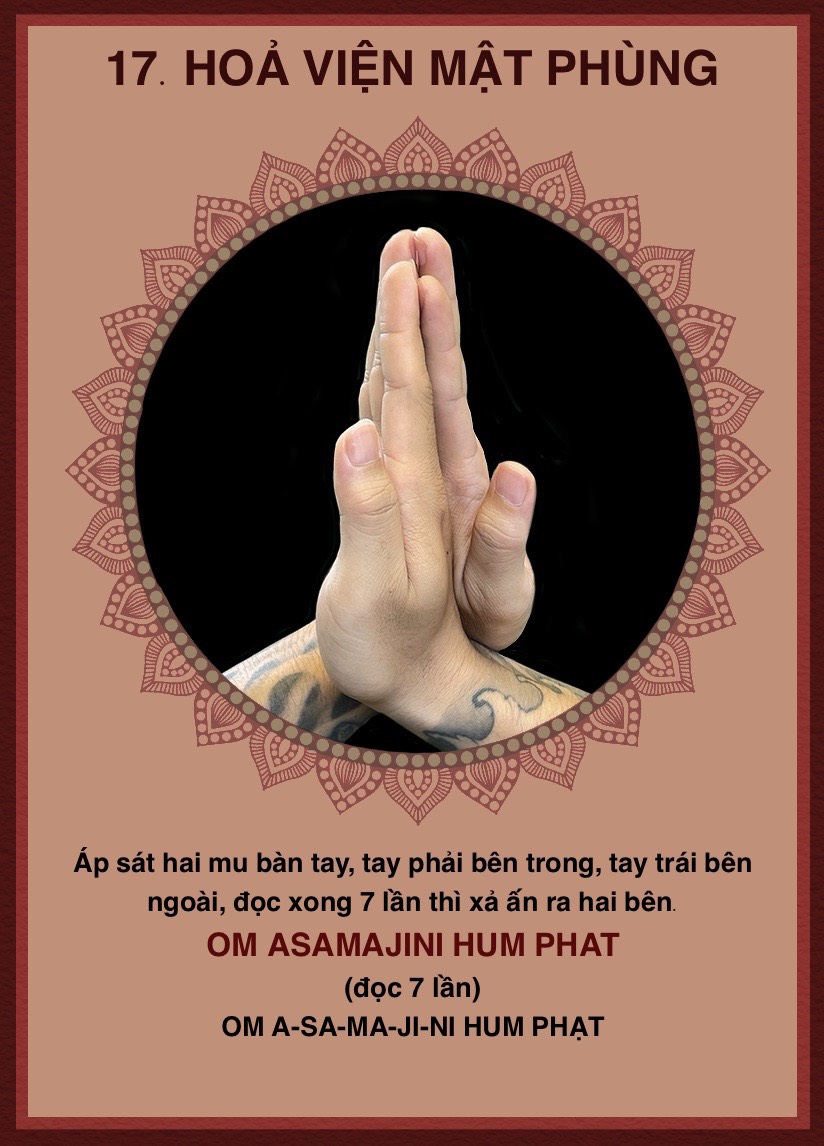 17. HOẢ VIỆN MẬT PHÙNG
Áp sát hai mu bàn tay, tay phải bên trong, tay trái bên
ngoài, đọc xong 7 lần thì xả ấn ra hai bên.
OM ASAMAJINI HUM PHAT
(đọc 7 lần)
OM A-SA-MA-JI-NI HUM PHẠT